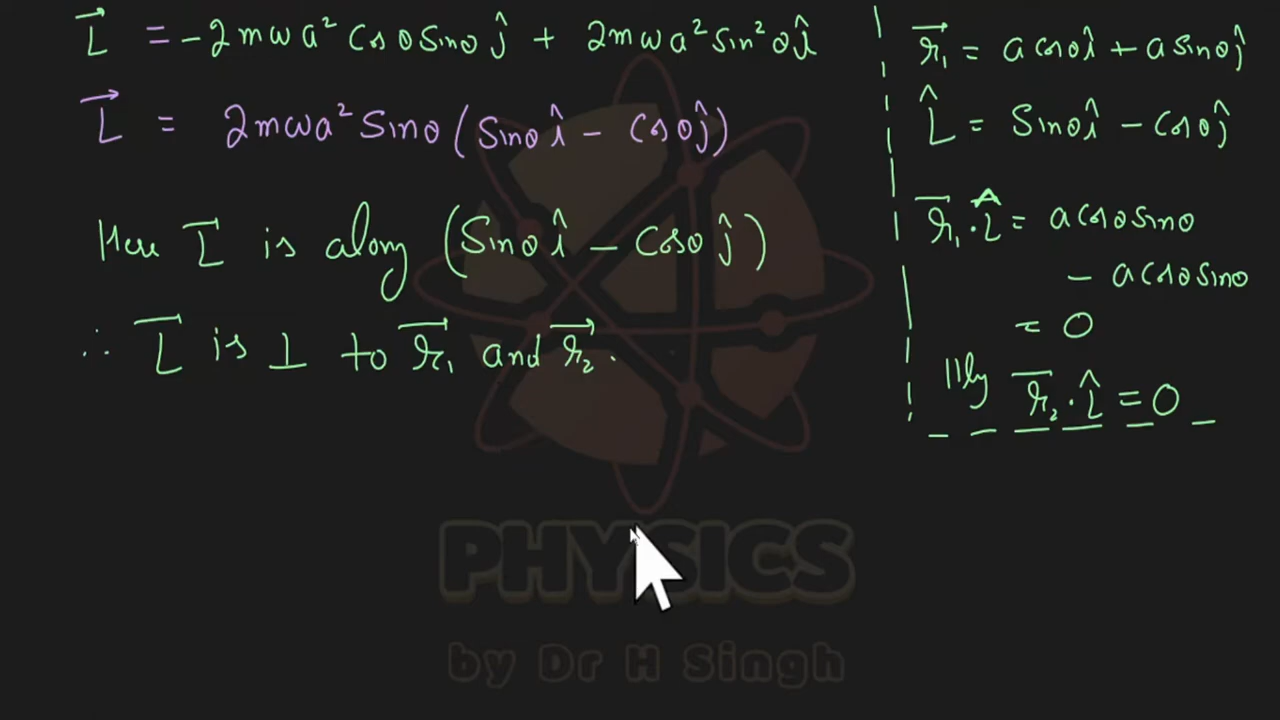 L⃗ = -2mωa² cosθ sinθ ĵ + 2mωa² sin²θ î
L⃗ = 2mωa² Sinθ (Sinθ î - Cosθ ĵ)
Here L⃗ is along (Sinθ î - Cosθ ĵ)
∴ L⃗ is ⊥ to r⃗₁ and r⃗₂.
r⃗₁ = a cosθ î + a sinθ ĵ
L̂ = Sinθ î - Cosθ ĵ
r⃗₁·L̂ = a cosθ sinθ
- a cosθ sinθ
= 0
|||ly r⃗₂·L̂ = 0
PHYSICS
by Dr H Singh